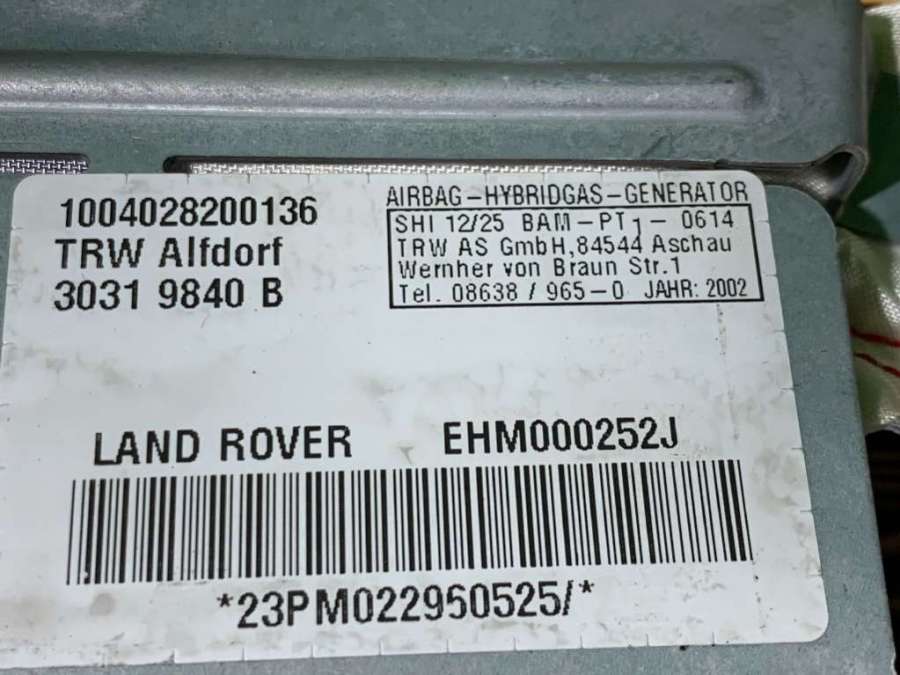 1004028200136
TRW Alfdorf
3031 9840 B
AIRBAG-HYBRIDGAS-GENERATOR
SHI 12/25 BAM-PT1- 0614
TRW AS GmbH,84544 Aschau
Wernher von Braun Str.1
Tel. 08638 / 965-0 JAHR: 2002
LAND ROVER EHM000252J
*23PM022960525/*